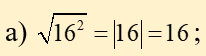 a) √16² = |16| = 16 ;